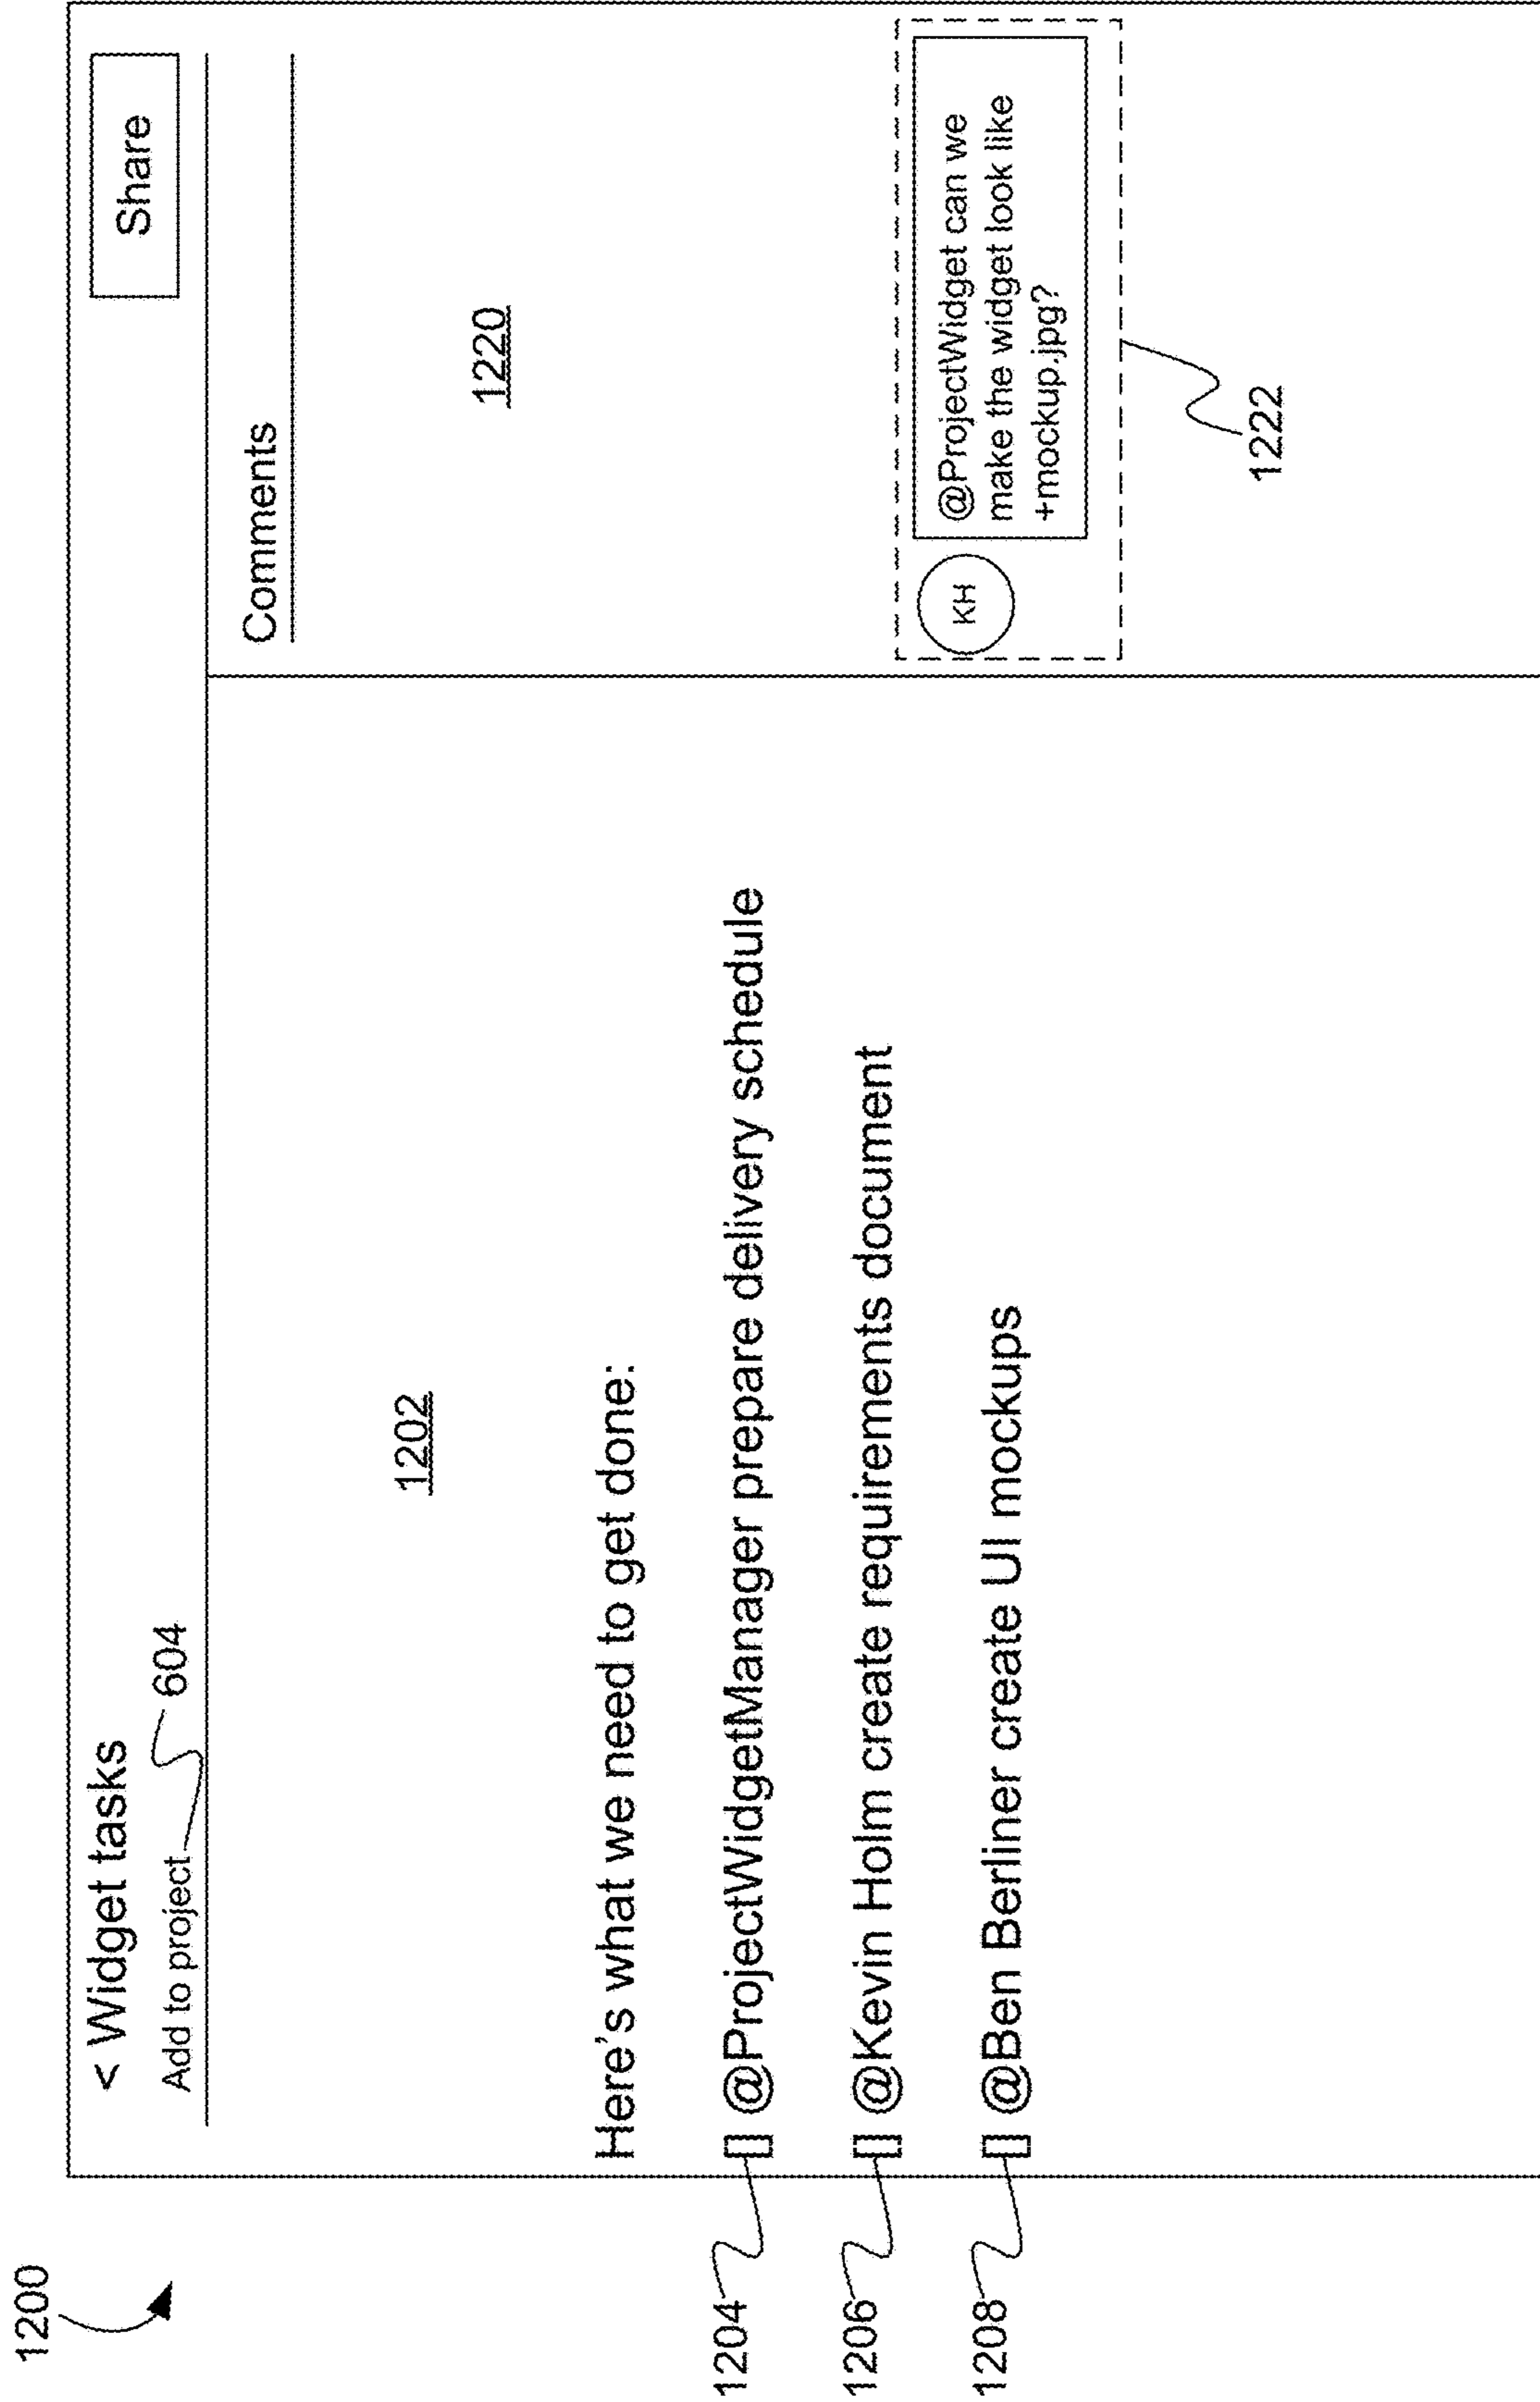 1200
< Widget tasks
Add to project
604
Share
Comments
1202
1220
Here's what we need to get done:
1204
[] @ProjectWidgetManager prepare delivery schedule
1206
[] @Kevin Holm create requirements document
1208
[] @Ben Berliner create UI mockups
KH
@ProjectWidget can we
make the widget look like
+mockup.jpg?
1222